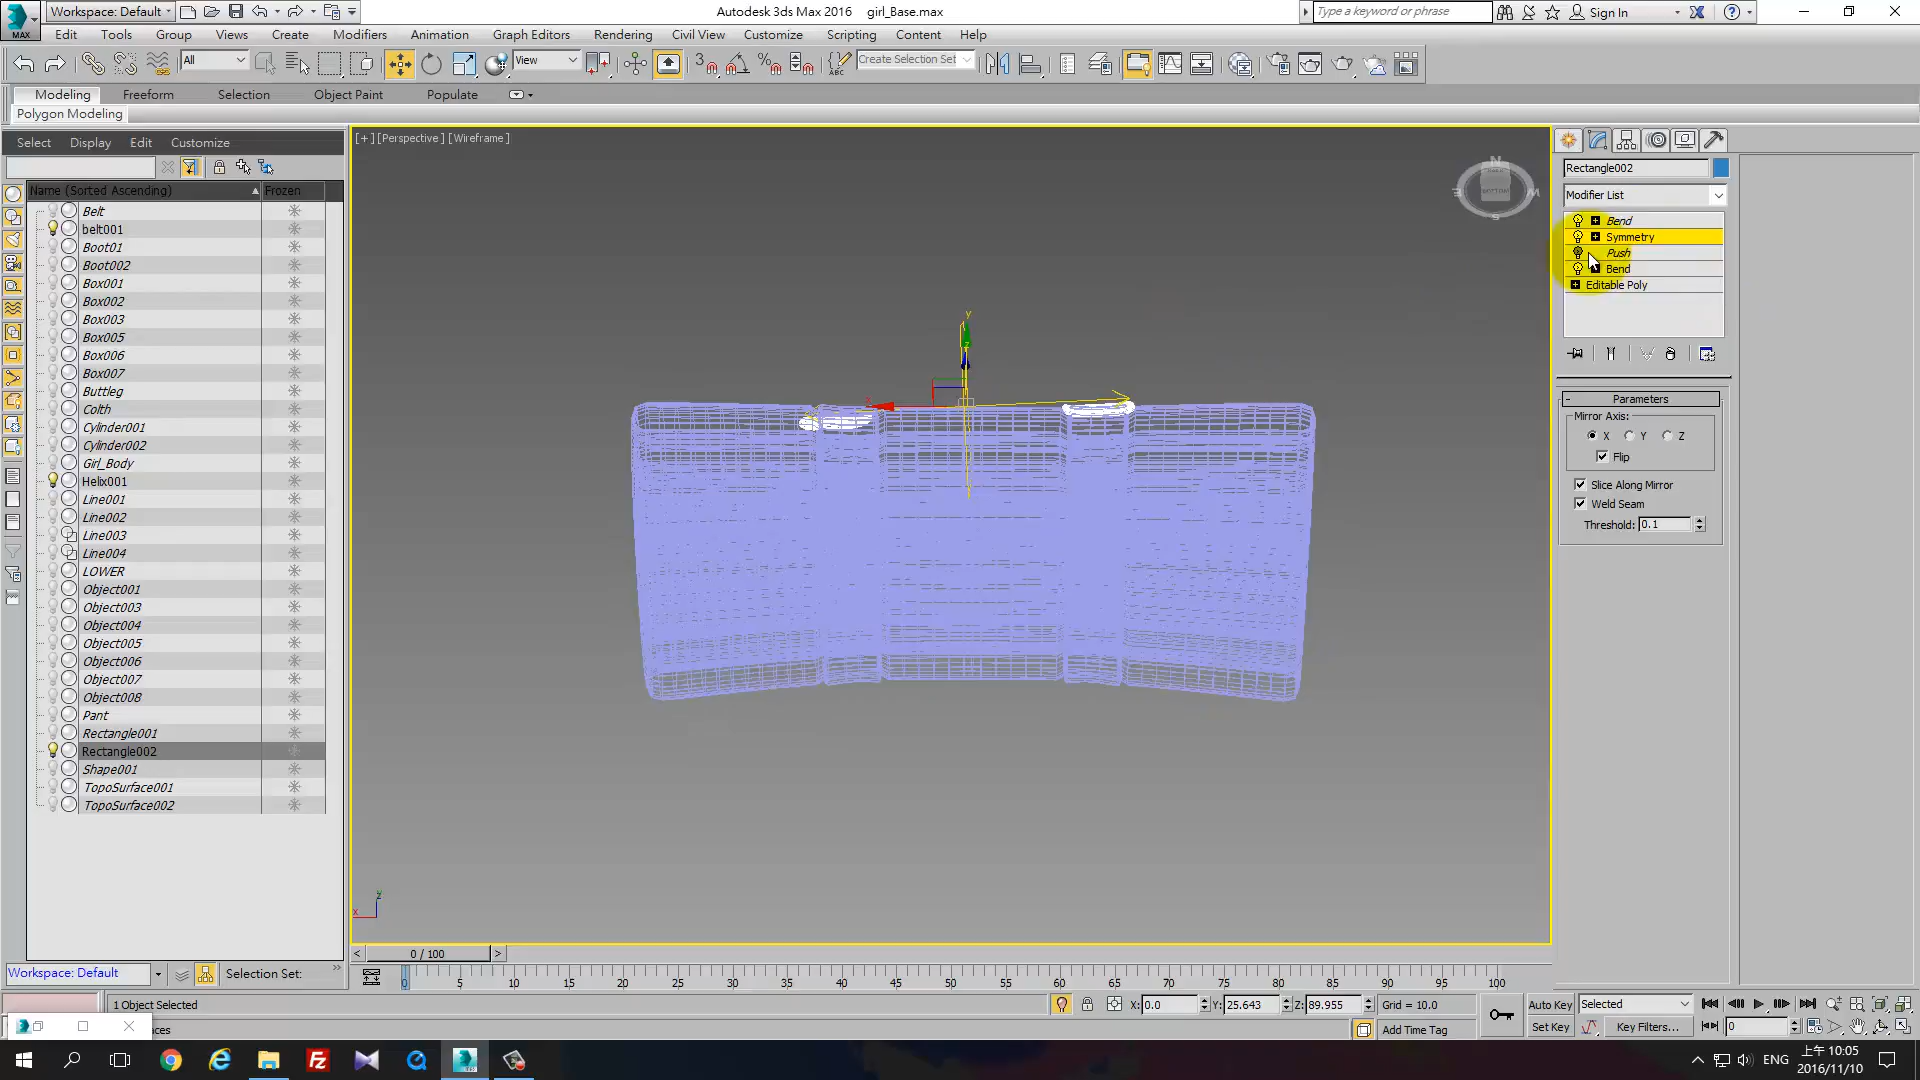 Workspace: Default
Autodesk 3ds Max 2016    girl_Base.max
Type a keyword or phrase
Sign In
MAX
Edit Tools Group Views Create Modifiers Animation Graph Editors Rendering Civil View Customize Scripting Content Help
All
View
Create Selection Set
Modeling Freeform Selection Object Paint Populate
Polygon Modeling
Select Display Edit Customize
[+] [Perspective] [Wireframe]
Name (Sorted Ascending) Frozen
Belt
belt001
Boot01
Boot002
Box001
Box002
Box003
Box005
Box006
Box007
Buttleg
Colth
Cylinder001
Cylinder002
Girl_Body
Helix001
Line001
Line002
Line003
Line004
LOWER
Object001
Object003
Object004
Object005
Object006
Object007
Object008
Pant
Rectangle001
Rectangle002
Shape001
TopoSurface001
TopoSurface002
Rectangle002
Modifier List
Bend
Symmetry
Push
Bend
Editable Poly
Parameters
Mirror Axis:
X Y Z
Flip
Slice Along Mirror
Weld Seam
Threshold: 0.1
0 / 100
Workspace: Default
Selection Set:
0 5 10 15 20 25 30 35 40 45 50 55 60 65 70 75 80 85 90 95 100
1 Object Selected
X: 0.0 Y: 25.643 Z: 89.955 Grid = 10.0
Auto Key Selected
Add Time Tag
Set Key Key Filters...
0
ENG
上午 10:05
2016/11/10